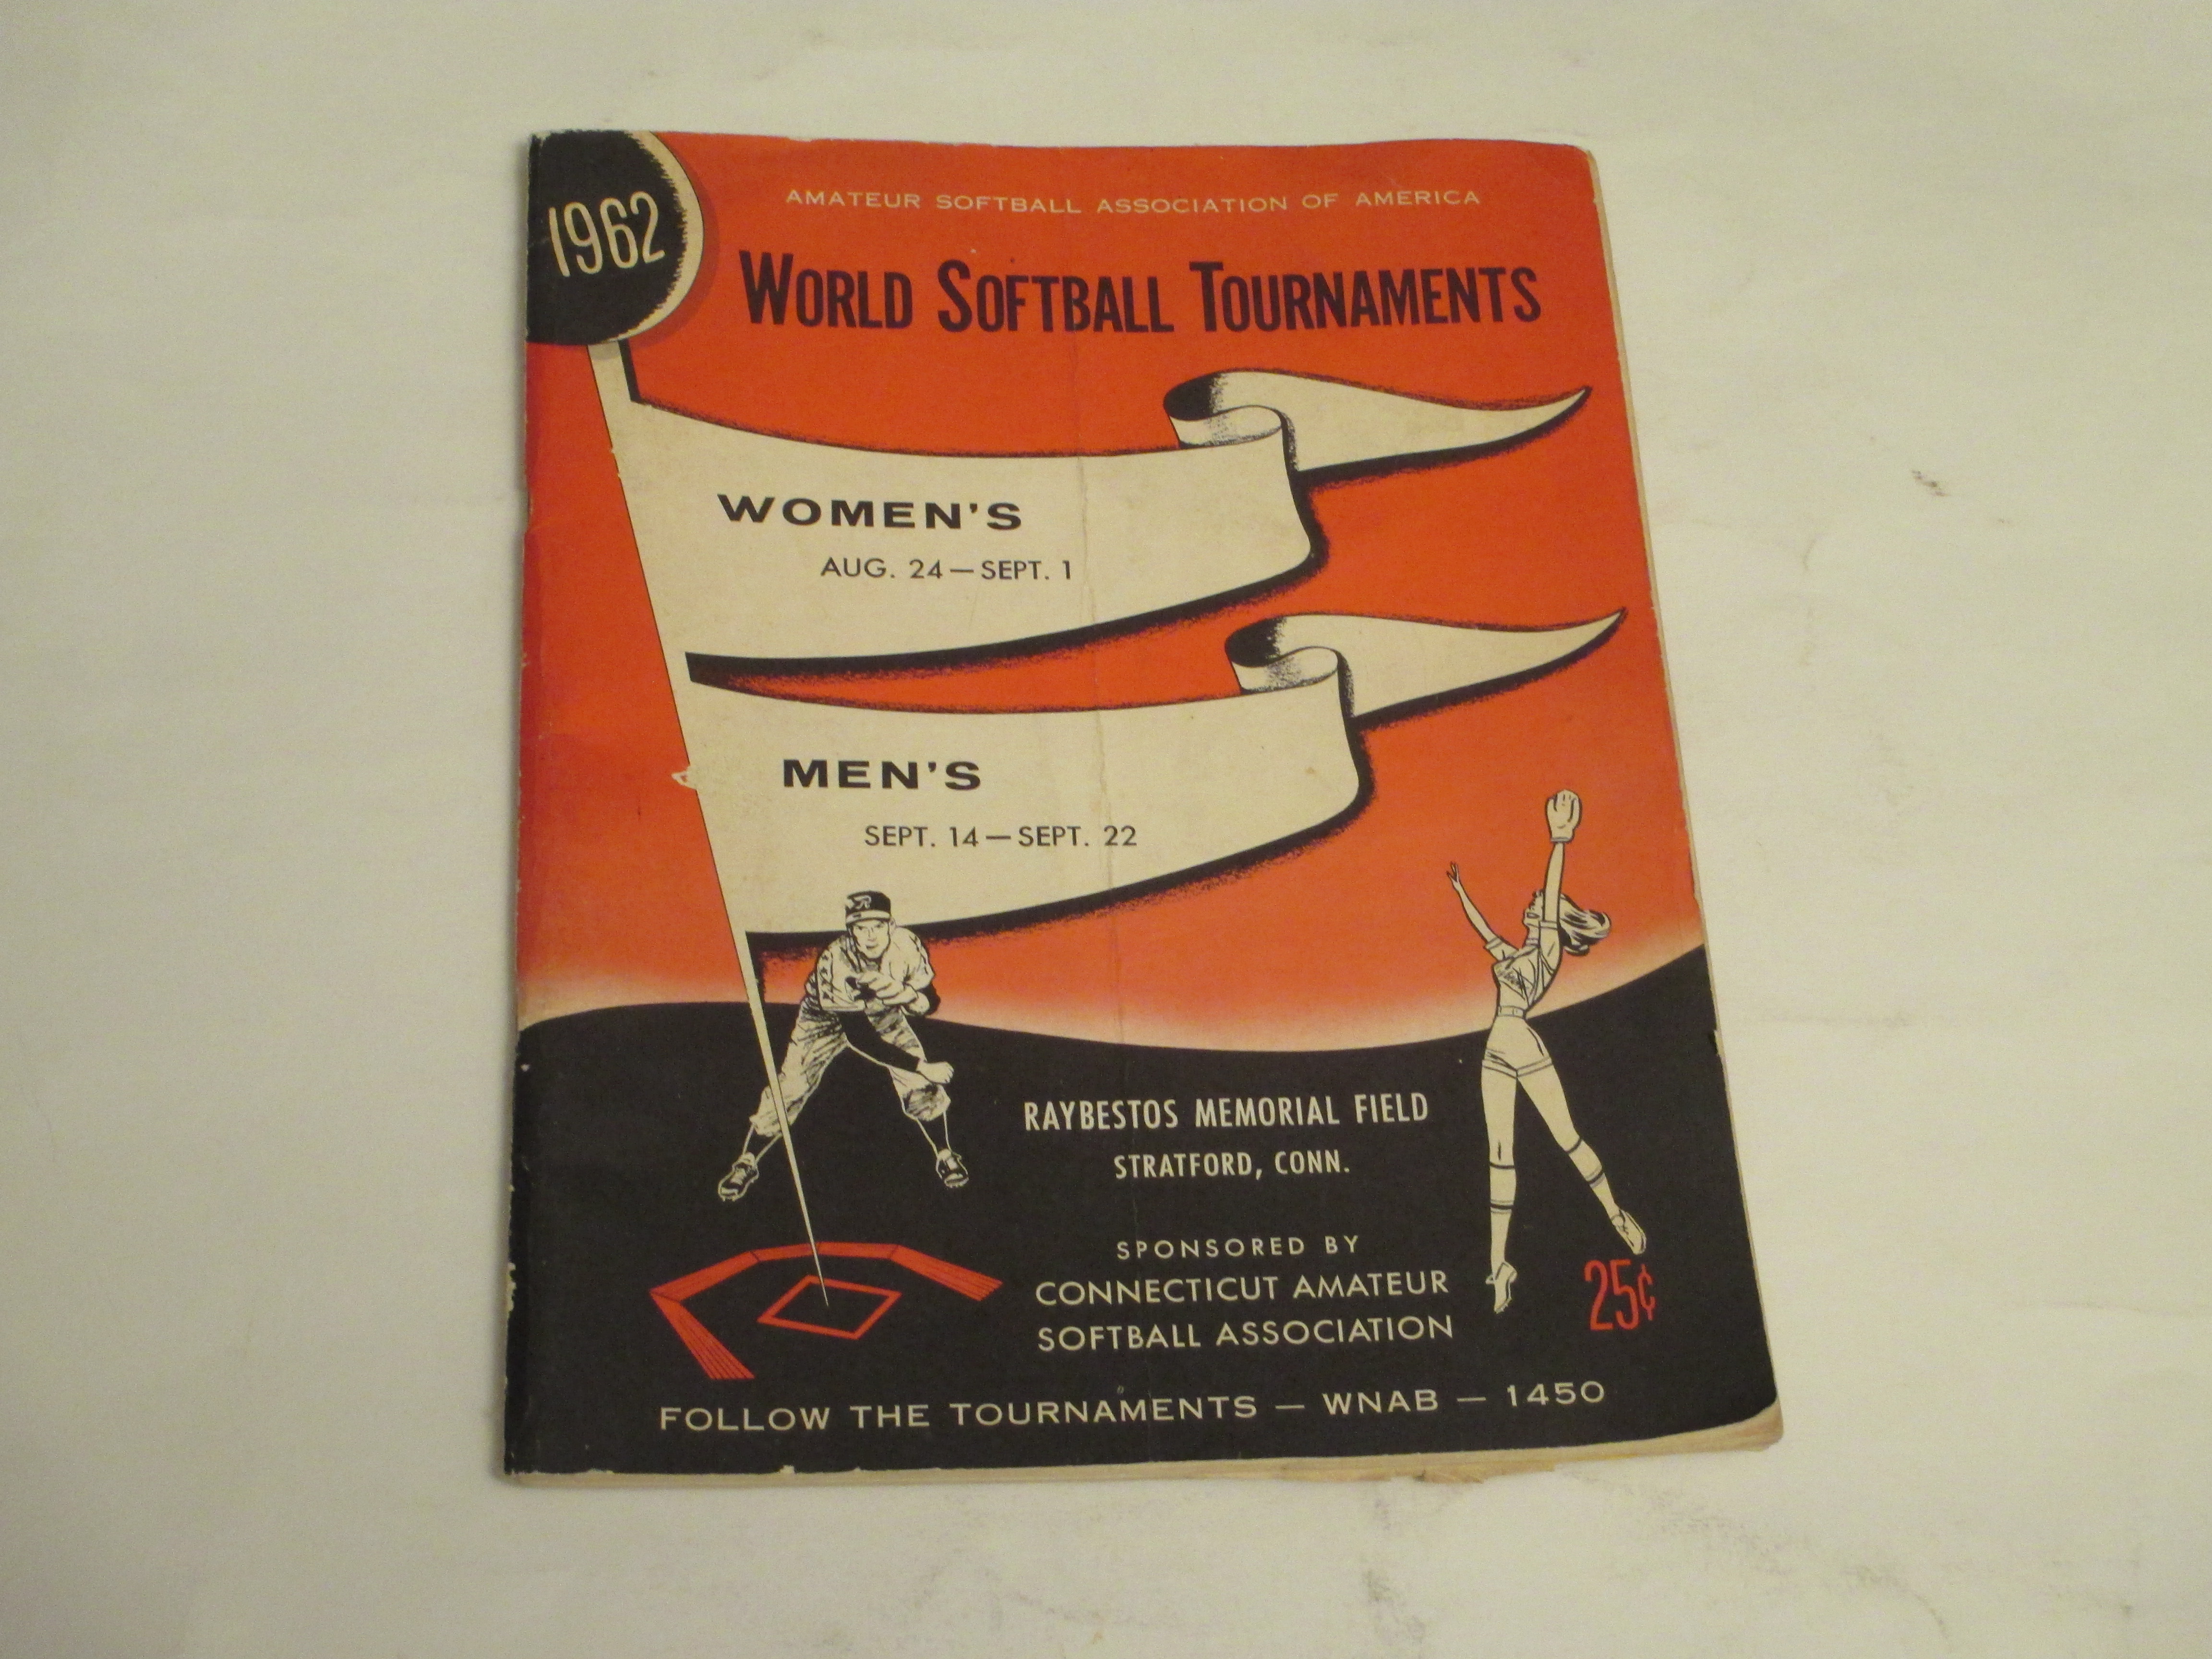 1962
AMATEUR SOFTBALL ASSOCIATION OF AMERICA
WORLD SOFTBALL TOURNAMENTS
WOMEN'S
AUG. 24—SEPT. 1
MEN'S
SEPT. 14—SEPT. 22
R
RAYBESTOS MEMORIAL FIELD
STRATFORD, CONN.
SPONSORED BY
CONNECTICUT AMATEUR
SOFTBALL ASSOCIATION
25¢
FOLLOW THE TOURNAMENTS — WNAB — 1450